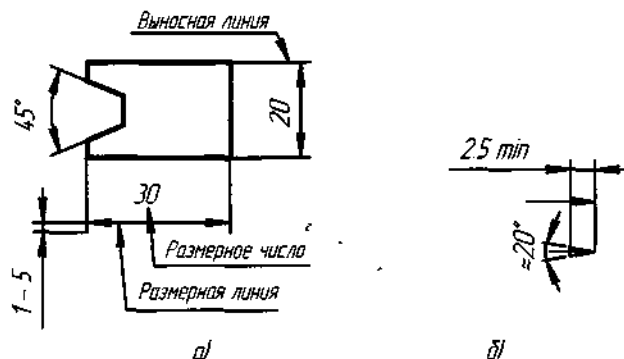 Выносная линия
45°
20
30
Размерное число
Размерная линия
1-5
а)
2.5 min
≈20°
б)